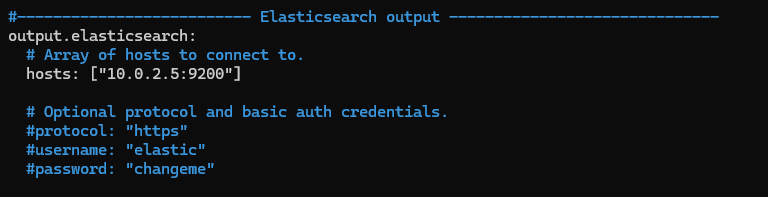 #-------------------------- Elasticsearch output ------------------------------
output.elasticsearch:
  # Array of hosts to connect to.
  hosts: ["10.0.2.5:9200"]

  # Optional protocol and basic auth credentials.
  #protocol: "https"
  #username: "elastic"
  #password: "changeme"